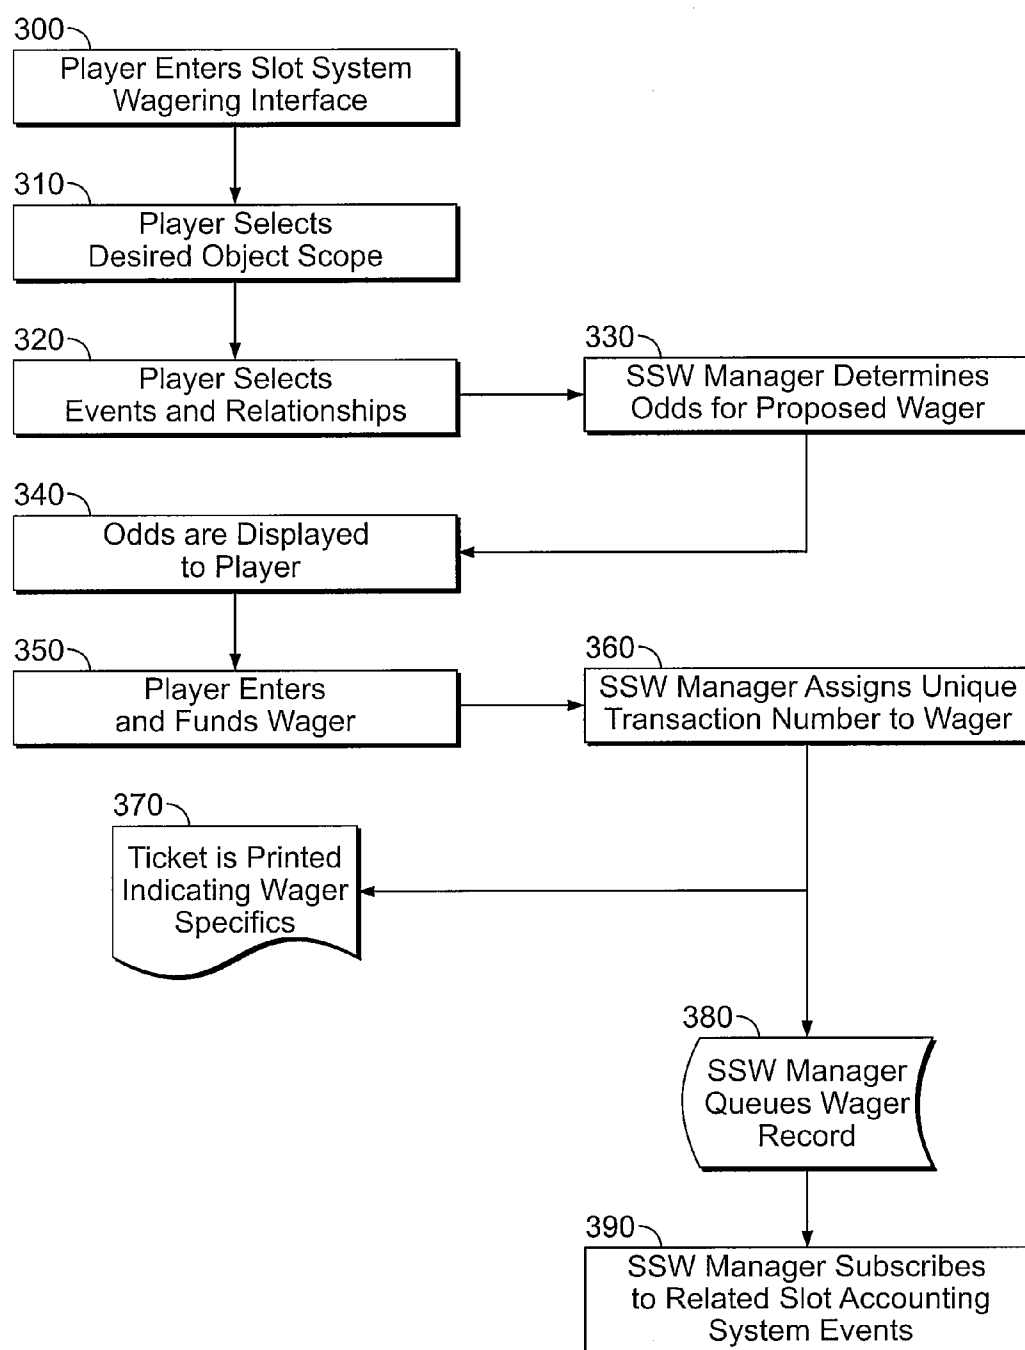 300
Player Enters Slot System
Wagering Interface
310
Player Selects
Desired Object Scope
320
Player Selects
Events and Relationships
330
SSW Manager Determines
Odds for Proposed Wager
340
Odds are Displayed
to Player
350
Player Enters
and Funds Wager
360
SSW Manager Assigns Unique
Transaction Number to Wager
370
Ticket is Printed
Indicating Wager
Specifics
380
SSW Manager
Queues Wager
Record
390
SSW Manager Subscribes
to Related Slot Accounting
System Events